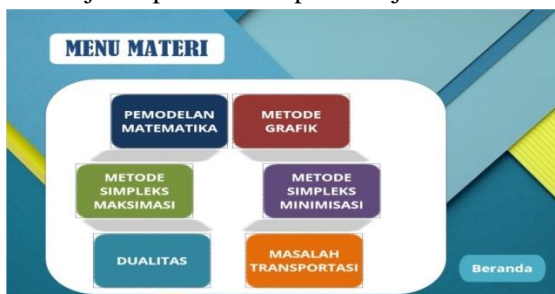 MENU MATERI
PEMODELAN
MATEMATIKA
METODE
GRAFIK
METODE
SIMPLEKS
MAKSIMASI
METODE
SIMPLEKS
MINIMISASI
DUALITAS
MASALAH
TRANSPORTASI
Beranda